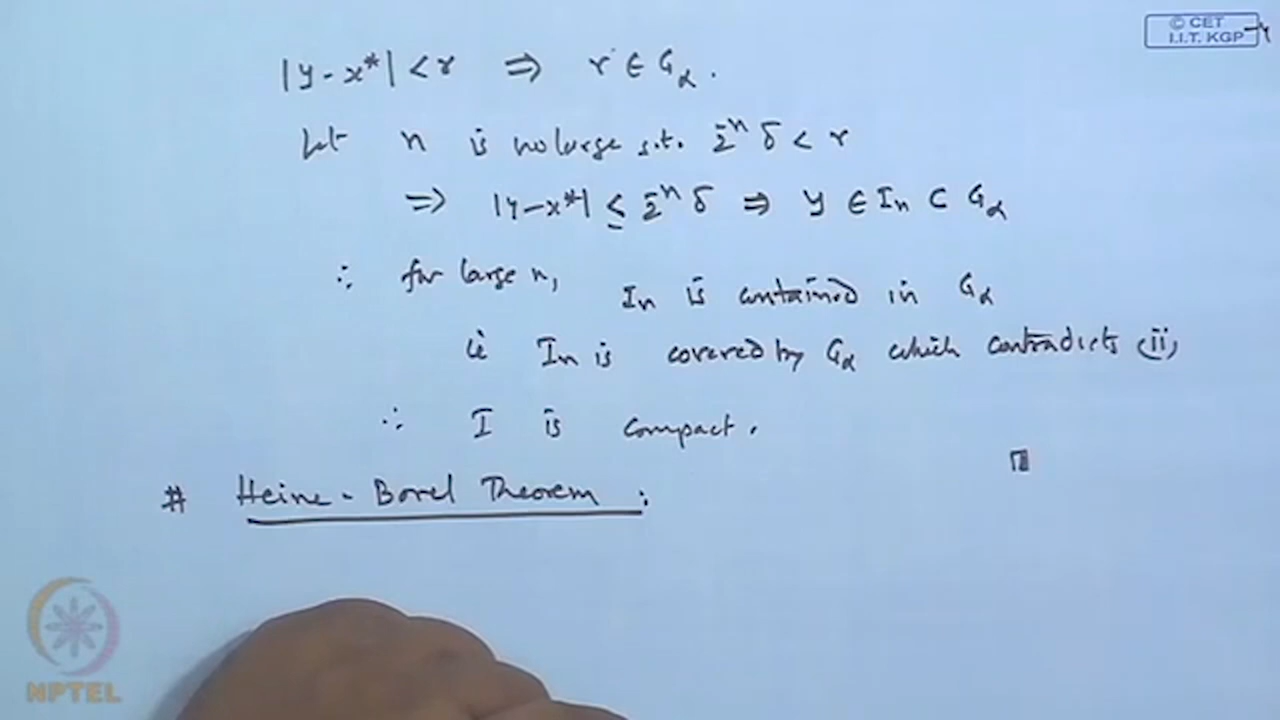 © CET
I.I.T. KGP
|y - x*| < r ⇒ r ∈ Gα.
Let n is so large s.t. 2^-n δ < r
⇒ |y - x*| ≤ 2^-n δ ⇒ y ∈ In ⊂ Gα
∴ for large n, In is contained in Gα
ie In is covered by Gα which contradicts (ii)
∴ I is compact.
# Heine-Borel Theorem :
NPTEL